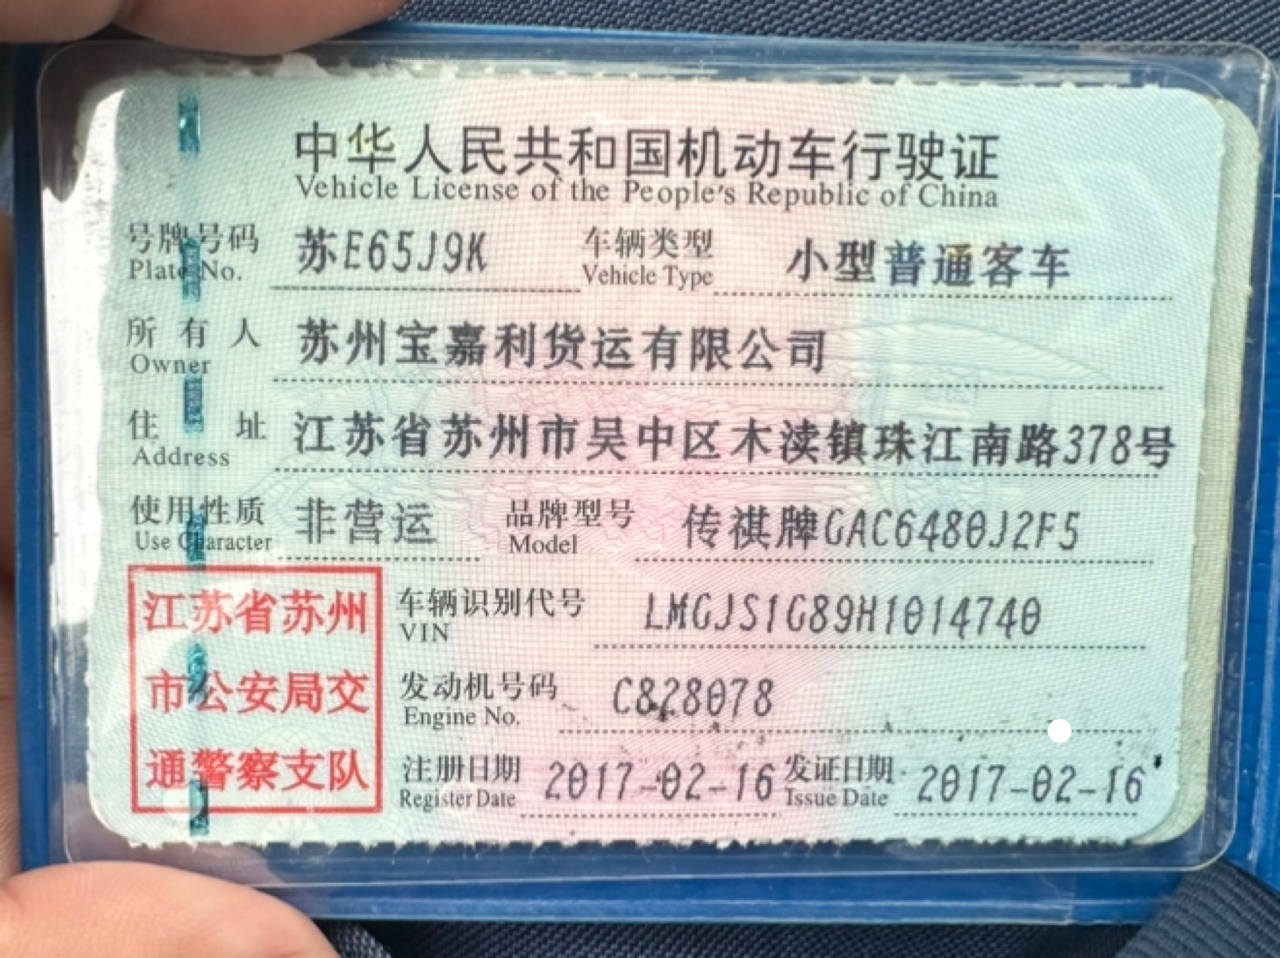 中华人民共和国机动车行驶证
Vehicle License of the People's Republic of China
号牌号码 苏E65J9K 车辆类型 小型普通客车
Plate No. Vehicle Type
所有人 苏州宝嘉利货运有限公司
Owner
住址 江苏省苏州市吴中区木渎镇珠江南路378号
Address
使用性质 非营运 品牌型号 传祺牌GAC6480J2F5
Use Character Model
江苏省苏州
市公安局交
通警察支队
车辆识别代号 LMGJS1G89H1014740
VIN
发动机号码 C828078
Engine No.
注册日期 2017-02-16 发证日期 2017-02-16
Register Date Issue Date